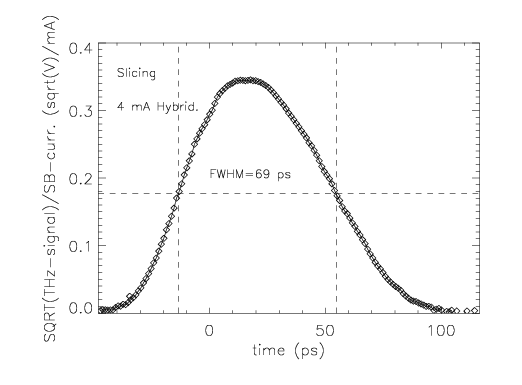 SQRT(THz-signal)/SB-curr. (sqrt(V)/mA)
0.4
0.3
0.2
0.1
0.0
Slicing
4 mA Hybrid.
FWHM=69 ps
0
50
100
time (ps)